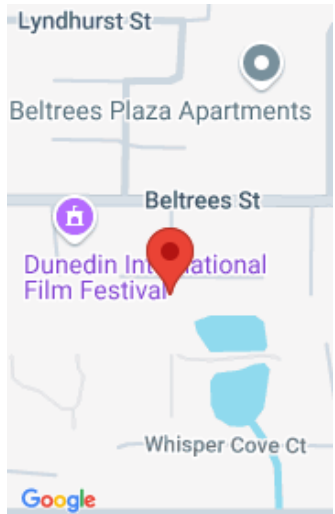 Lyndhurst St
Beltrees Plaza Apartments
Beltrees St
Dunedin International
Film Festival
Whisper Cove Ct
Google